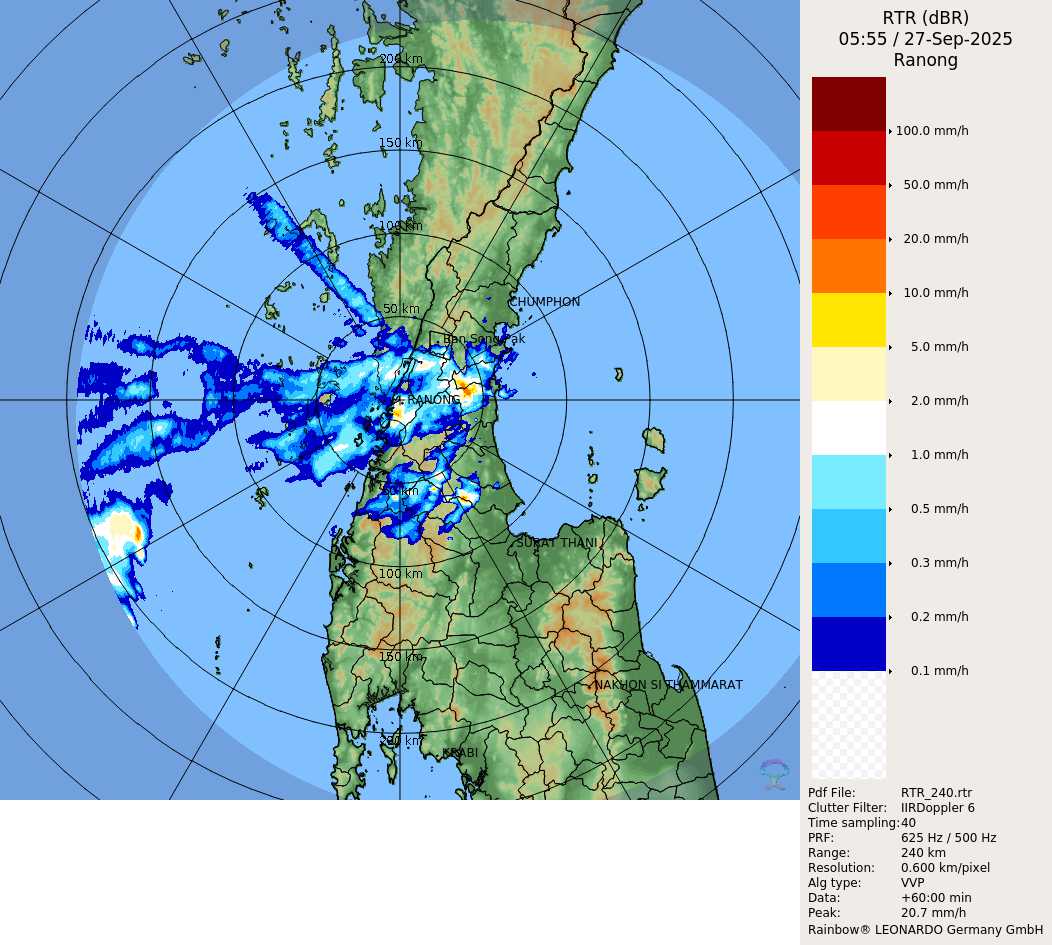 RTR (dBR)
05:55 / 27-Sep-2025
Ranong
100.0 mm/h
50.0 mm/h
20.0 mm/h
10.0 mm/h
5.0 mm/h
2.0 mm/h
1.0 mm/h
0.5 mm/h
0.3 mm/h
0.2 mm/h
0.1 mm/h
Pdf File: RTR_240.rtr
Clutter Filter: IIRDoppler 6
Time sampling: 40
PRF: 625 Hz / 500 Hz
Range: 240 km
Resolution: 0.600 km/pixel
Alg type: VVP
Data: +60:00 min
Peak: 20.7 mm/h
Rainbow® LEONARDO Germany GmbH
200 km
150 km
100 km
50 km
CHUMPHON
Ban Song Pak
RANONG
50 km
SURAT THANI
100 km
150 km
NAKHON SI THAMMARAT
200 km
KRABI